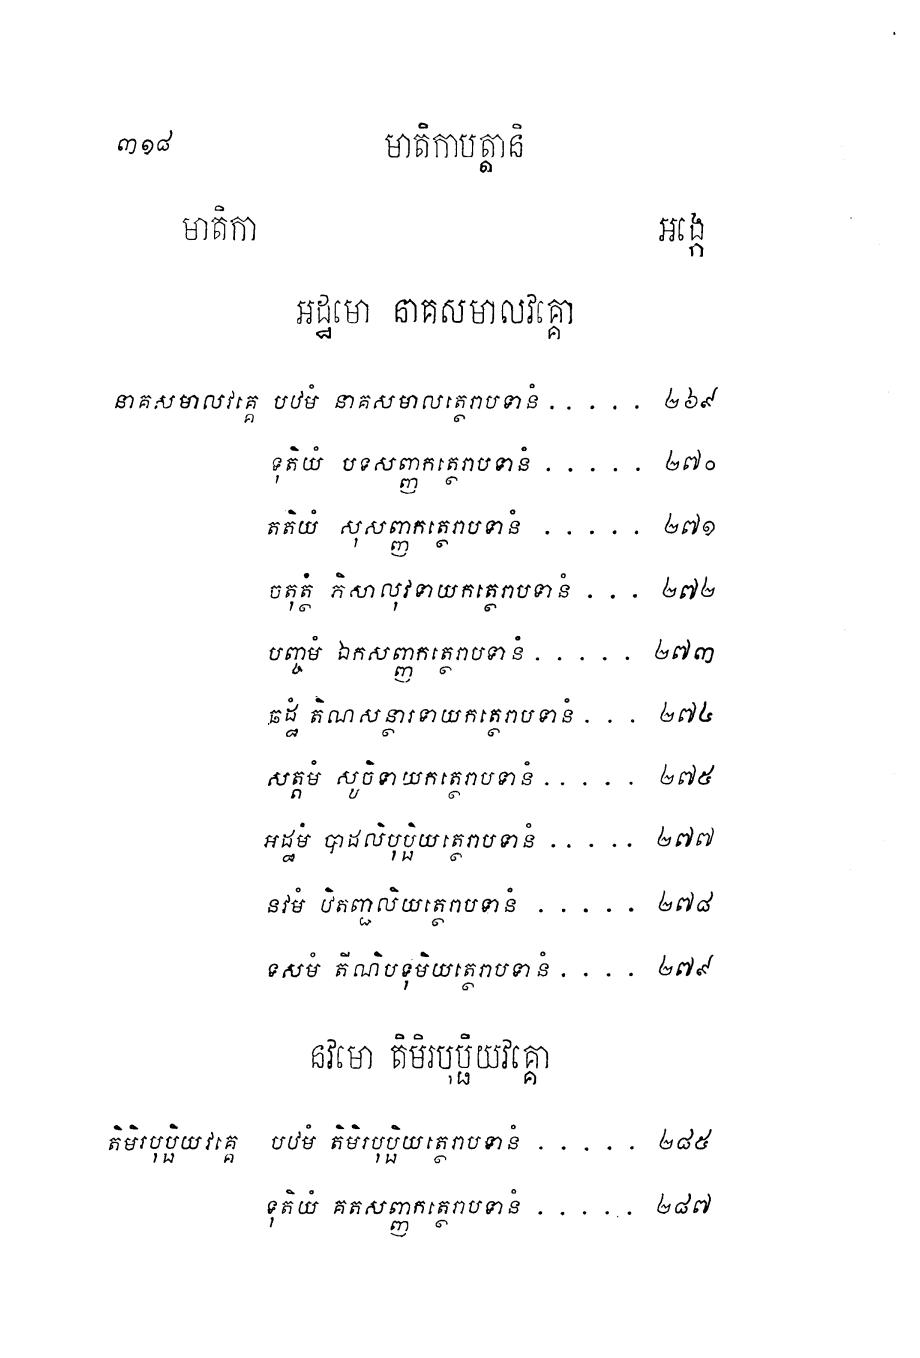 ៣១៨ មាតិកាបត្តានិ
មាតិកា អង្កេ
អដ្ឋមោ នាគសមាលវគ្គោ
នាគសមាលវគ្គេ បឋមំ នាគសមាលត្ថេរាបទានំ . . . . . ២៦៩
ទុតិយំ បទសញ្ញកត្ថេរាបទានំ . . . . . ២៧០
តតិយំ សុសញ្ញកត្ថេរាបទានំ . . . . . ២៧១
ចតុត្ថំ ភិសាលុវទាយកត្ថេរាបទានំ . . . ២៧២
បញ្ចមំ ឯកសញ្ញកត្ថេរាបទានំ . . . . . ២៧៣
ឆដ្ឋំ តិណសន្ថារទាយកត្ថេរាបទានំ . . . ២៧៤
សត្តមំ សូចិទាយកត្ថេរាបទានំ . . . . . ២៧៥
អដ្ឋមំ បាដលិបុប្ផិយត្ថេរាបទានំ . . . . . ២៧៧
នវមំ ឋិតញ្ជលិយត្ថេរាបទានំ . . . . . ២៧៨
ទសមំ តីណិបទុមិយត្ថេរាបទានំ . . . . ២៧៩
នវមោ តិមិរបុប្ផិយវគ្គោ
តិមិរបុប្ផិយវគ្គេ បឋមំ តិមិរបុប្ផិយត្ថេរាបទានំ . . . . . ២៨៥
ទុតិយំ គតសញ្ញកត្ថេរាបទានំ . . . . . ២៨៧